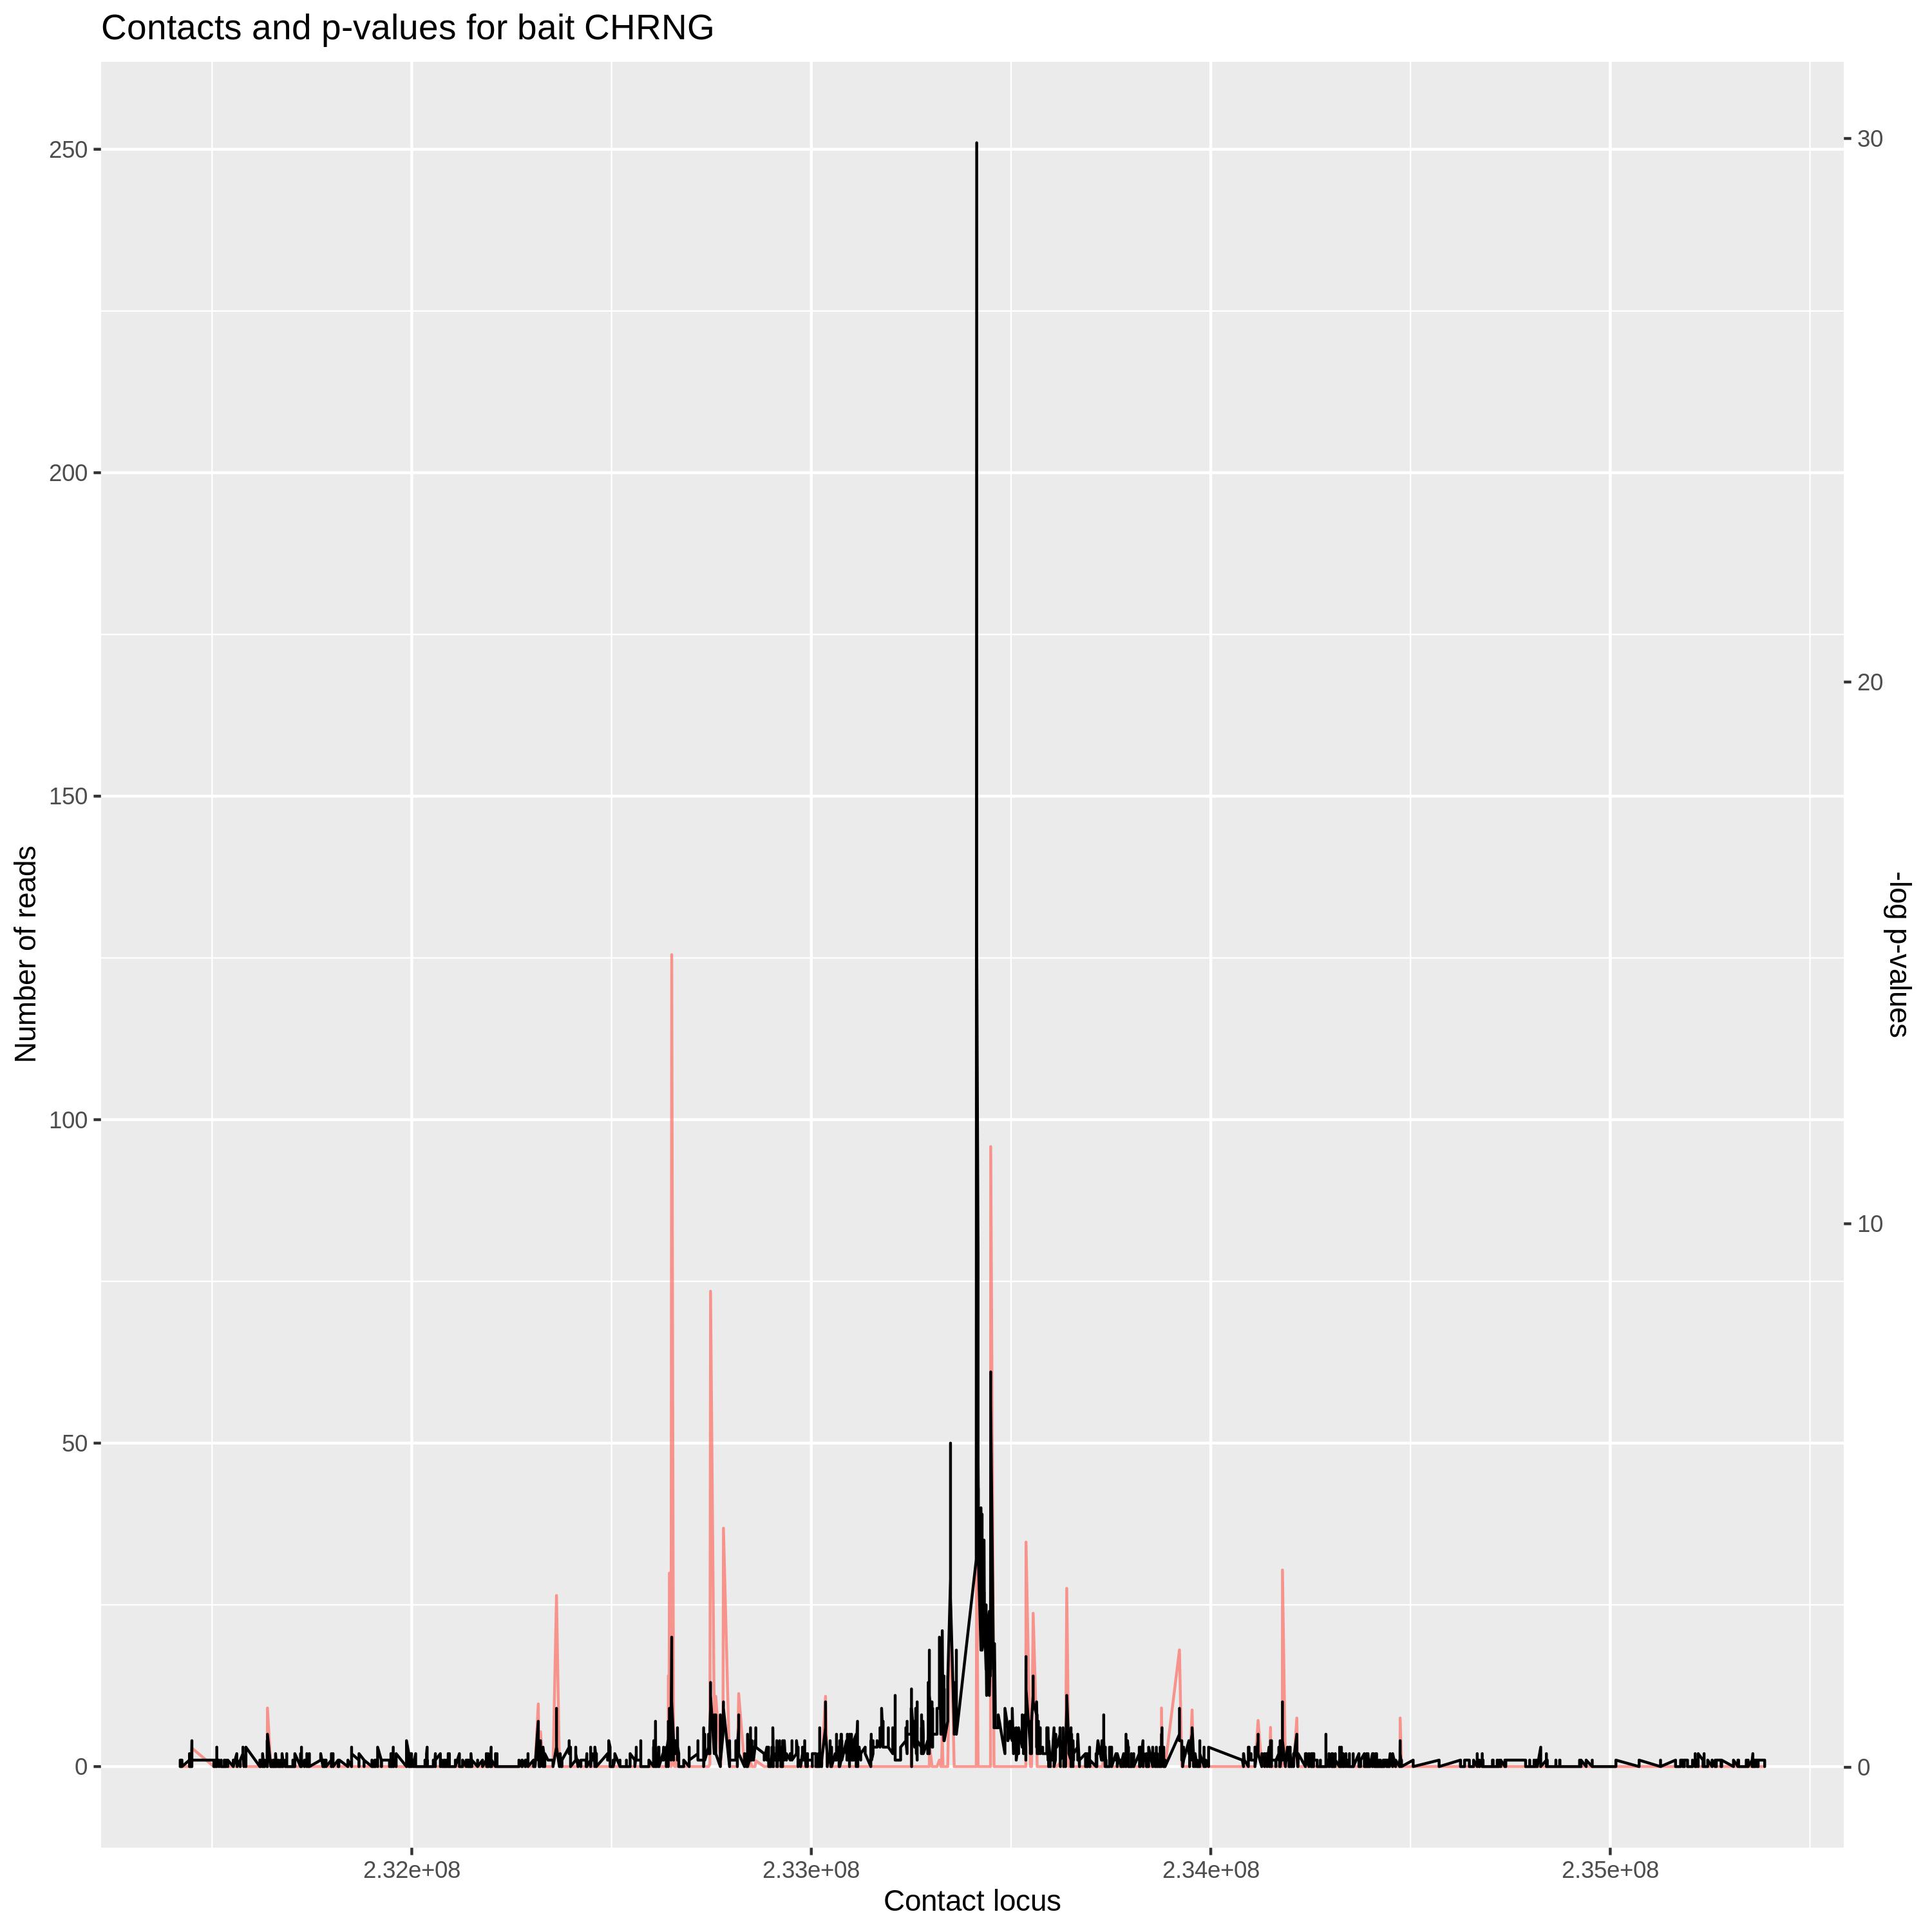 Contacts and p-values for bait CHRNG
250
200
150
100
50
0
Number of reads
30
20
10
0
-log p-values
2.32e+08
2.33e+08
2.34e+08
2.35e+08
Contact locus